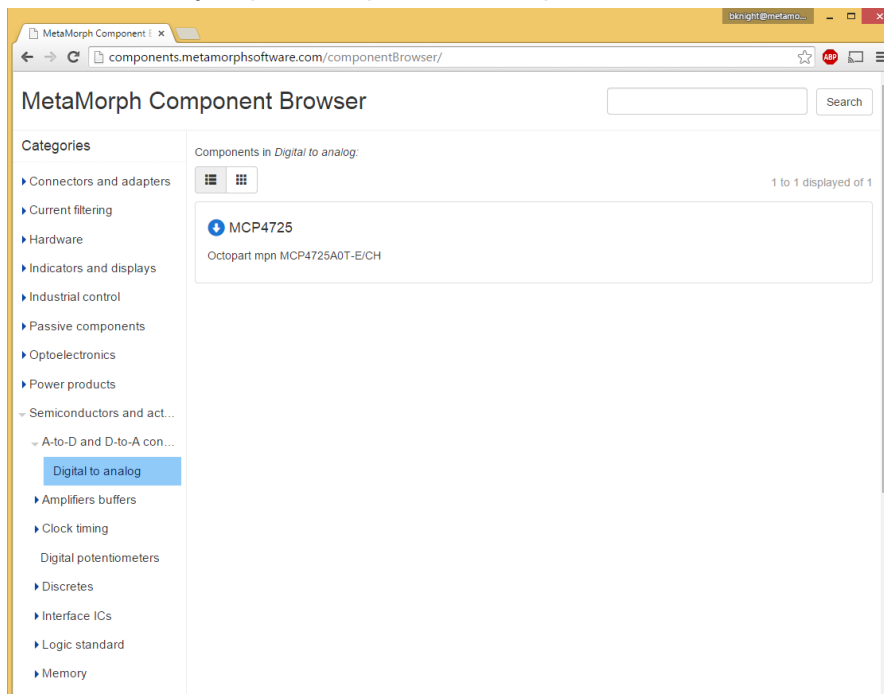 bknight@metamo...
MetaMorph Component
components.metamorphsoftware.com/componentBrowser/
ABP
MetaMorph Component Browser
Search
Categories
Connectors and adapters
Current filtering
Hardware
Indicators and displays
Industrial control
Passive components
Optoelectronics
Power products
Semiconductors and act...
A-to-D and D-to-A con...
Digital to analog
Amplifiers buffers
Clock timing
Digital potentiometers
Discretes
Interface ICs
Logic standard
Memory
Components in Digital to analog:
1 to 1 displayed of 1
MCP4725
Octopart mpn MCP4725A0T-E/CH